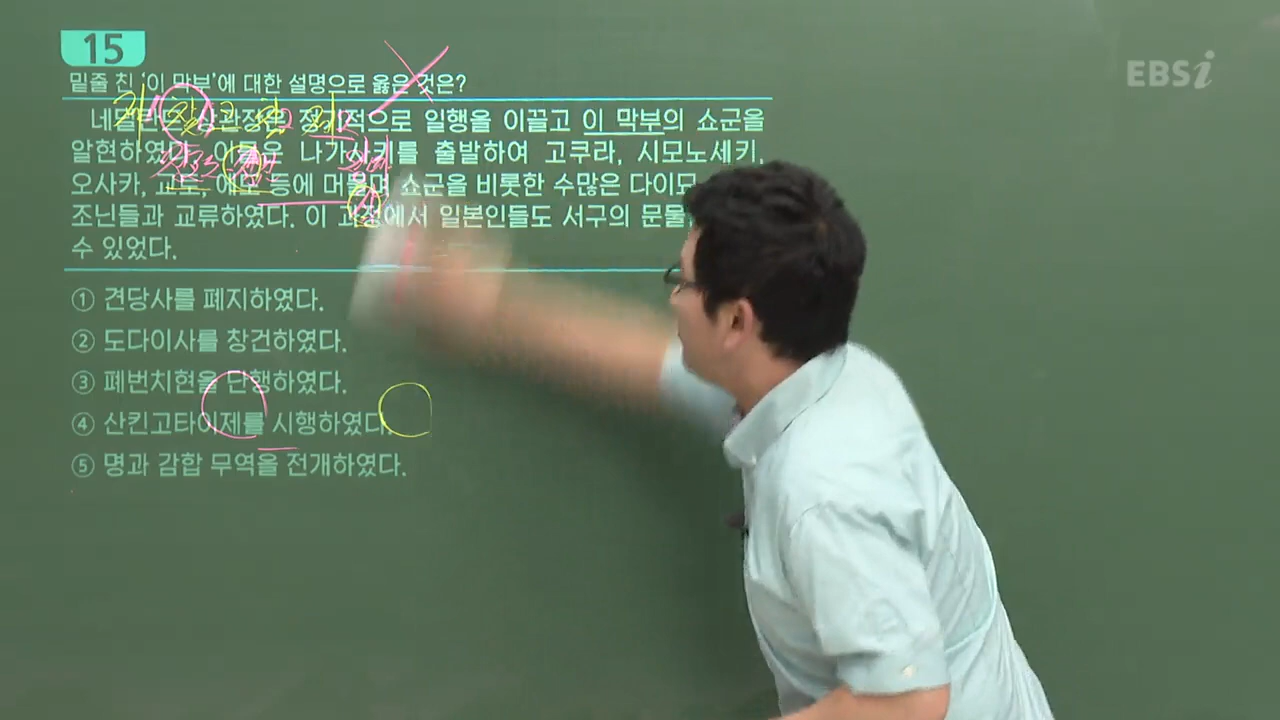 15
EBSi
밑줄 친 '이 막부'에 대한 설명으로 옳은 것은?
네덜란드 상관장은 정기적으로 일행을 이끌고 이 막부의 쇼군을
알현하였다. 이들은 나가사키를 출발하여 고쿠라, 시모노세키,
오사카, 교토, 에도 등에 머물며 쇼군을 비롯한 수많은 다이묘
조닌들과 교류하였다. 이 과정에서 일본인들도 서구의 문물
수 있었다.
① 견당사를 폐지하였다.
② 도다이사를 창건하였다.
③ 폐번치현을 단행하였다.
④ 산킨고타이제를 시행하였다.
⑤ 명과 감합 무역을 전개하였다.